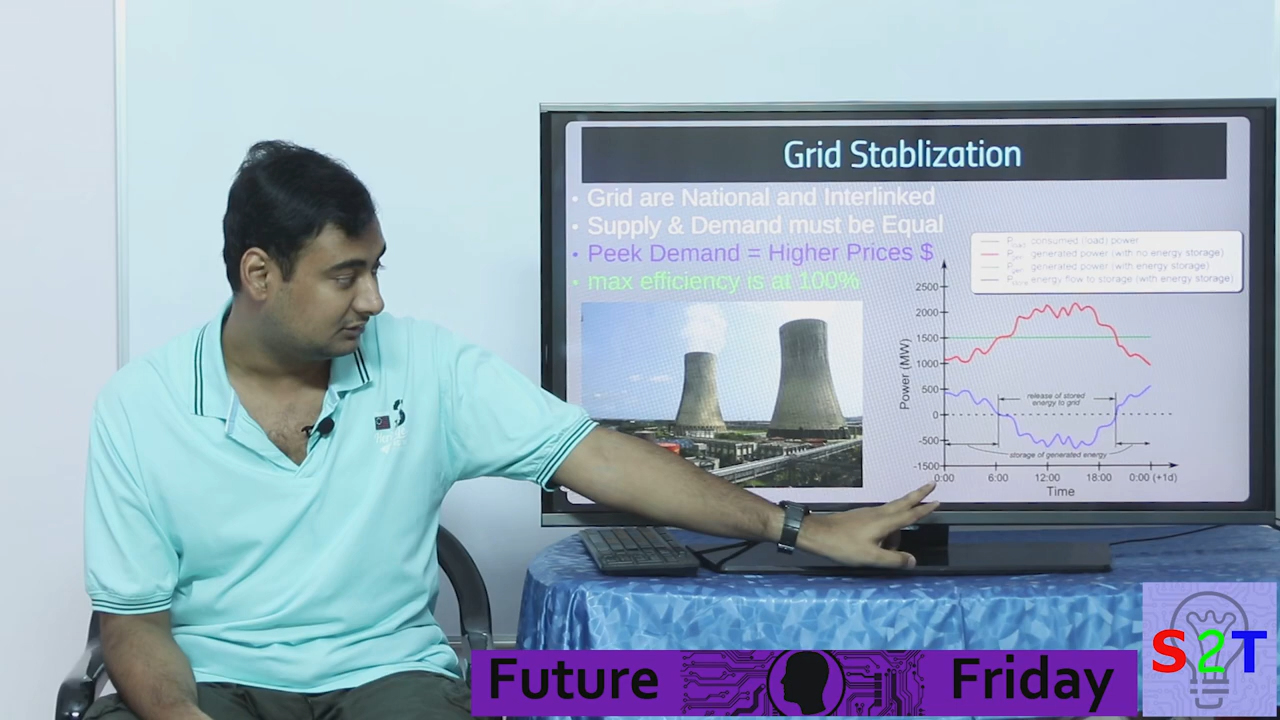 Grid Stablization
• Grid are National and Interlinked
• Supply & Demand must be Equal
• Peek Demand = Higher Prices $
• max efficiency is at 100%
Pload consumed (load) power
Pgen generated power (with no energy storage)
Pgen generated power (with energy storage)
Pstore energy flow to storage (with energy storage)
Power (MW)
2500
2000
1500
1000
500
0
-500
-1500
release of stored
energy to grid
storage of generated energy
0:00 6:00 12:00 18:00 0:00 (+1d)
Time
Future Friday
S2T